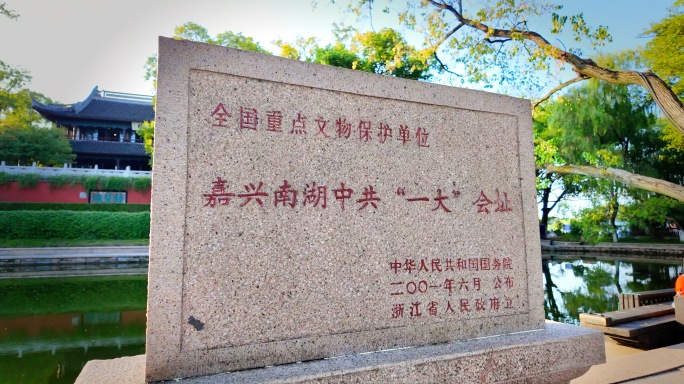 全国重点文物保护单位
嘉兴南湖中共“一大”会址
中华人民共和国国务院
二〇〇一年六月 公布
浙江省人民政府立